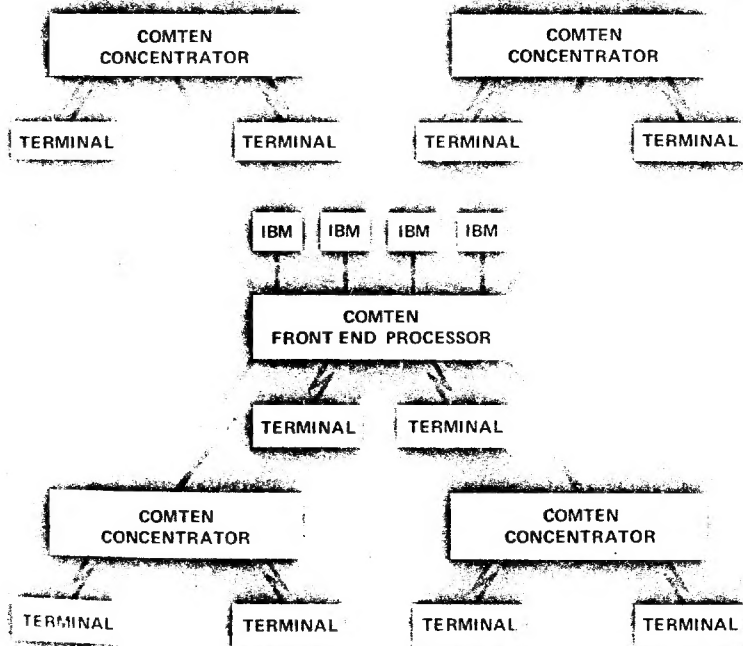 COMTEN
CONCENTRATOR
COMTEN
CONCENTRATOR
TERMINAL
TERMINAL
TERMINAL
TERMINAL
IBM
IBM
IBM
IBM
COMTEN
FRONT END PROCESSOR
TERMINAL
TERMINAL
COMTEN
CONCENTRATOR
COMTEN
CONCENTRATOR
TERMINAL
TERMINAL
TERMINAL
TERMINAL